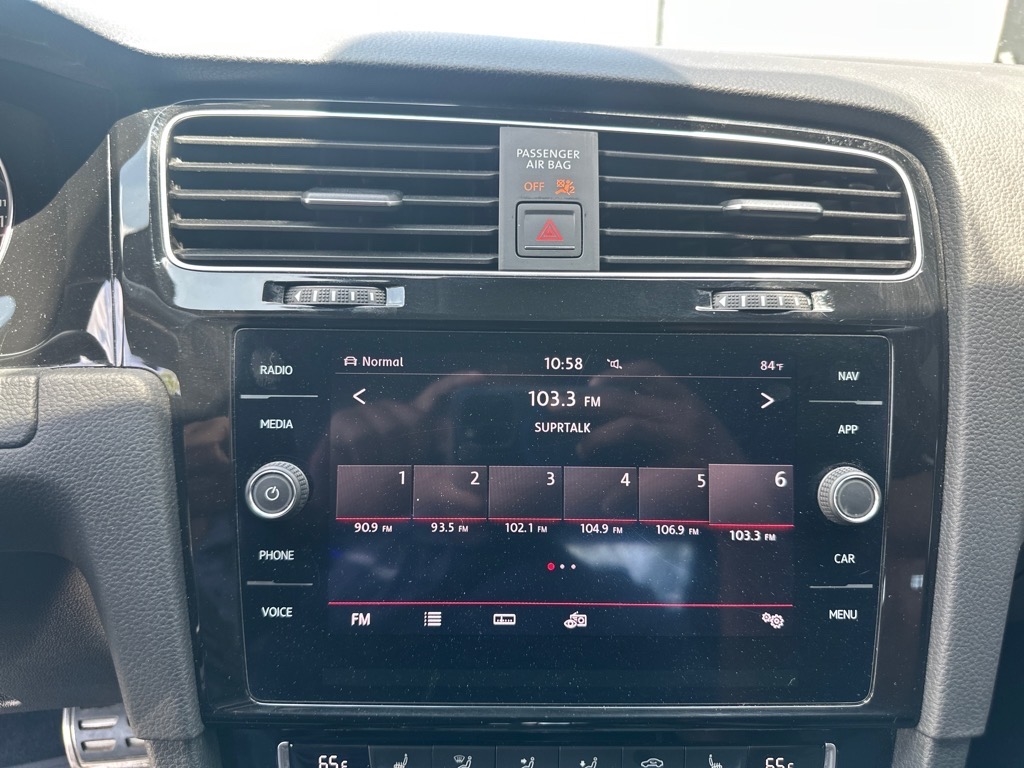 PASSENGER
AIR BAG
OFF
RADIO
MEDIA
PHONE
VOICE
Normal
10:58
84°F
103.3 FM
SUPRTALK
1 2 3 4 5 6
90.9 FM 93.5 FM 102.1 FM 104.9 FM 106.9 FM 103.3 FM
FM
NAV
APP
CAR
MENU
65F
65F